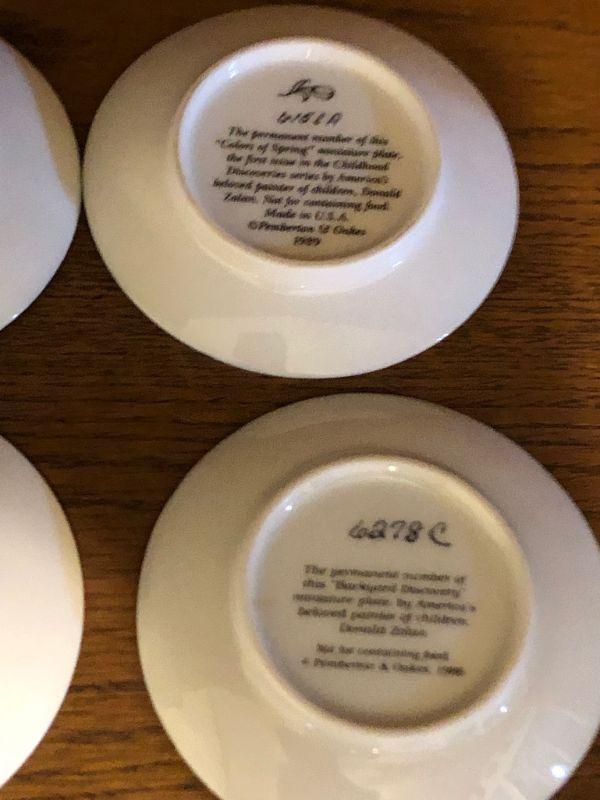 The permanent number of this
"Colors of Spring" miniature plate,
the first issue in the Childhood
Discoveries series by America's
beloved painter of children, Donald
Zolan. Not for containing food.
Made in U.S.A.
©Pemberton & Oakes
1989
6278 C
The permanent number of
this "Backyard Discovery"
miniature plate, by America's
beloved painter of children,
Donald Zolan.
Not for containing food.
© Pemberton & Oakes,